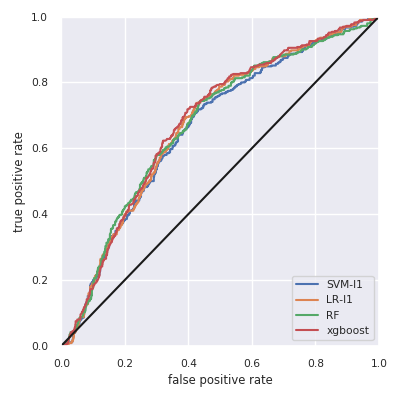 1.0
0.8
0.6
0.4
0.2
0.0
true positive rate
0.0 0.2 0.4 0.6 0.8 1.0
false positive rate
SVM-l1
LR-l1
RF
xgboost